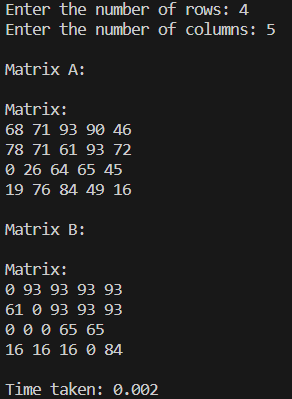 Enter the number of rows: 4
Enter the number of columns: 5
Matrix A:
Matrix:
68 71 93 90 46
78 71 61 93 72
0 26 64 65 45
19 76 84 49 16
Matrix B:
Matrix:
0 93 93 93 93
61 0 93 93 93
0 0 0 65 65
16 16 16 0 84
Time taken: 0.002